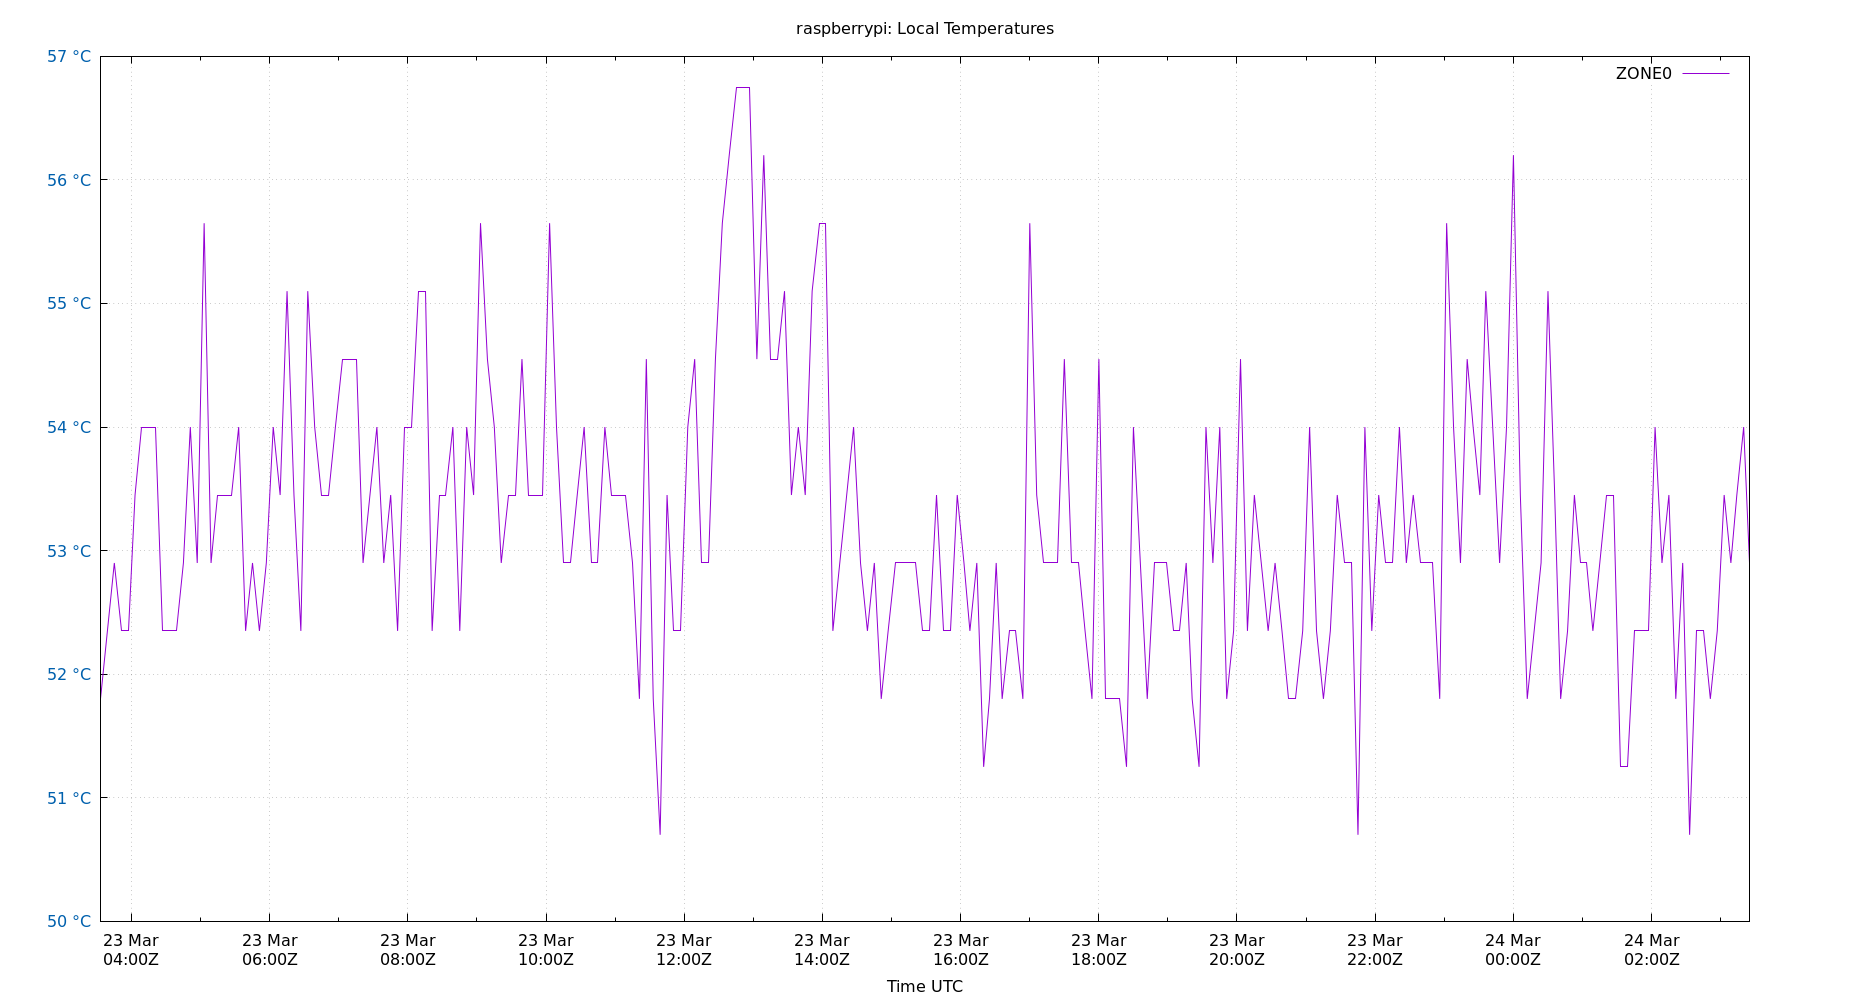 raspberrypi: Local Temperatures
57 °C
ZONE0
56 °C
55 °C
54 °C
53 °C
52 °C
51 °C
50 °C
23 Mar 23 Mar 23 Mar 23 Mar 23 Mar 23 Mar 23 Mar 23 Mar 23 Mar 23 Mar 24 Mar 24 Mar
04:00Z 06:00Z 08:00Z 10:00Z 12:00Z 14:00Z 16:00Z 18:00Z 20:00Z 22:00Z 00:00Z 02:00Z
Time UTC